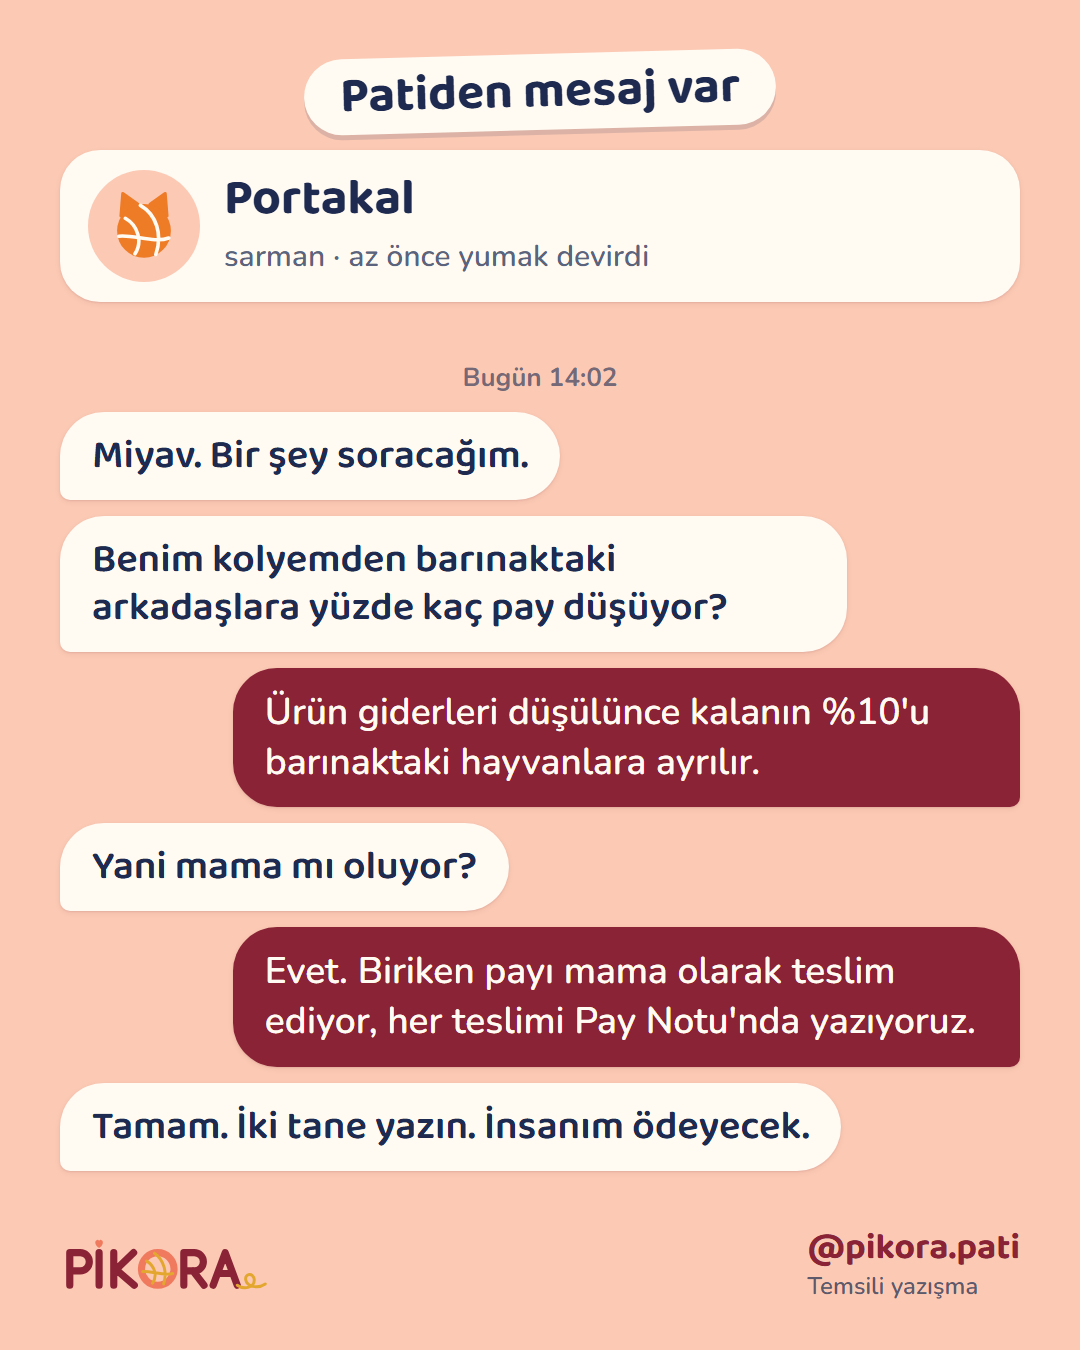 Patiden mesaj var
Portakal
sarman · az önce yumak devirdi
Bugün 14:02
Miyav. Bir şey soracağım.
Benim kolyemden barınaktaki
arkadaşlara yüzde kaç pay düşüyor?
Ürün giderleri düşülünce kalanın %10'u
barınaktaki hayvanlara ayrılır.
Yani mama mı oluyor?
Evet. Biriken payı mama olarak teslim
ediyor, her teslimi Pay Notu'nda yazıyoruz.
Tamam. İki tane yazın. İnsanım ödeyecek.
PİKORA
@pikora.pati
Temsili yazışma